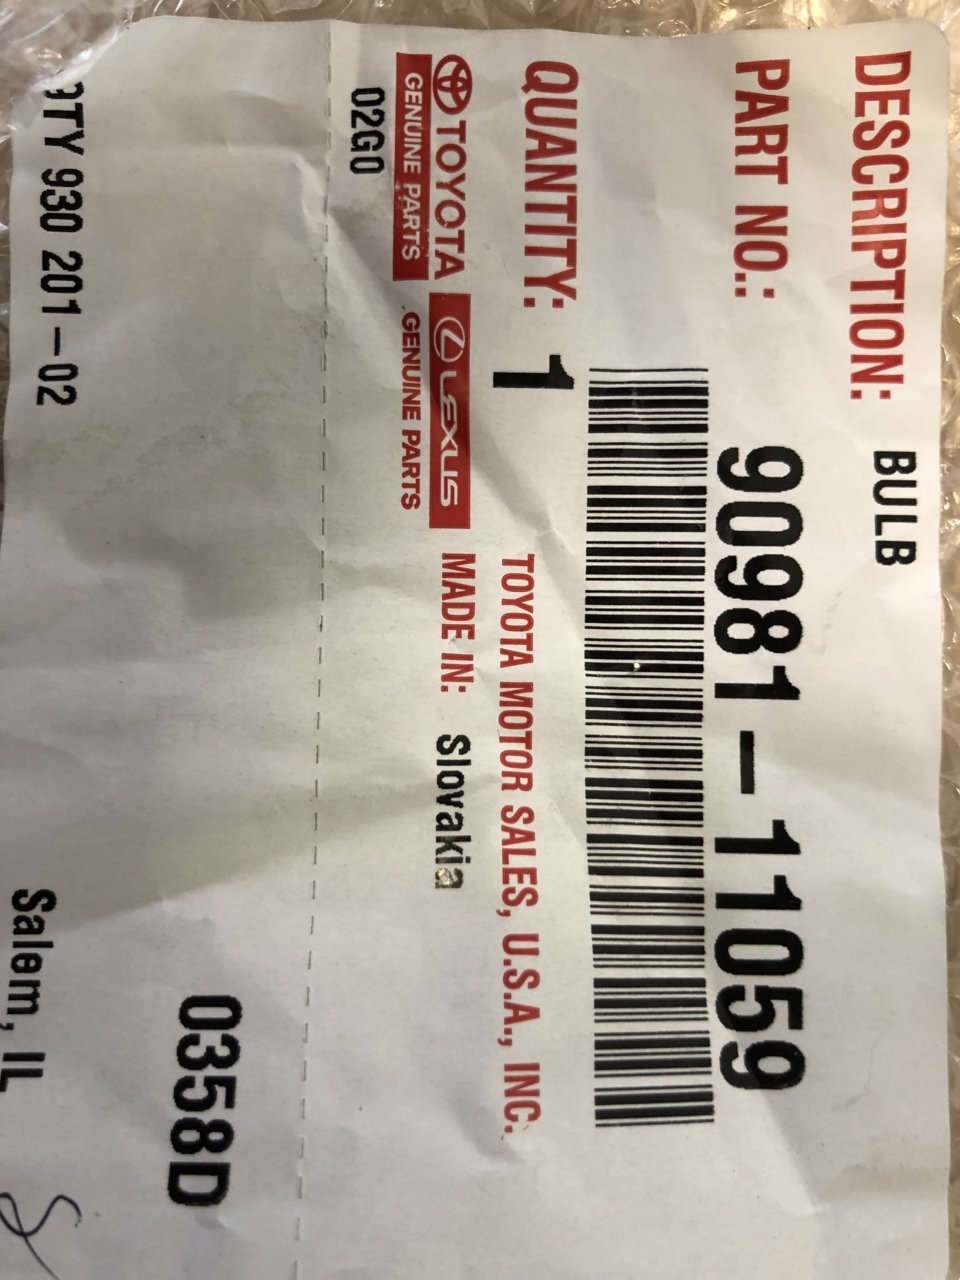 DESCRIPTION: BULB
PART NO.: 90981-11059
QUANTITY: 1
TOYOTA MOTOR SALES, U.S.A., INC.
TOYOTA
GENUINE PARTS
LEXUS
GENUINE PARTS
MADE IN: Slovakia
02G0
0358D
QTY 930 201-02
Salem, IL